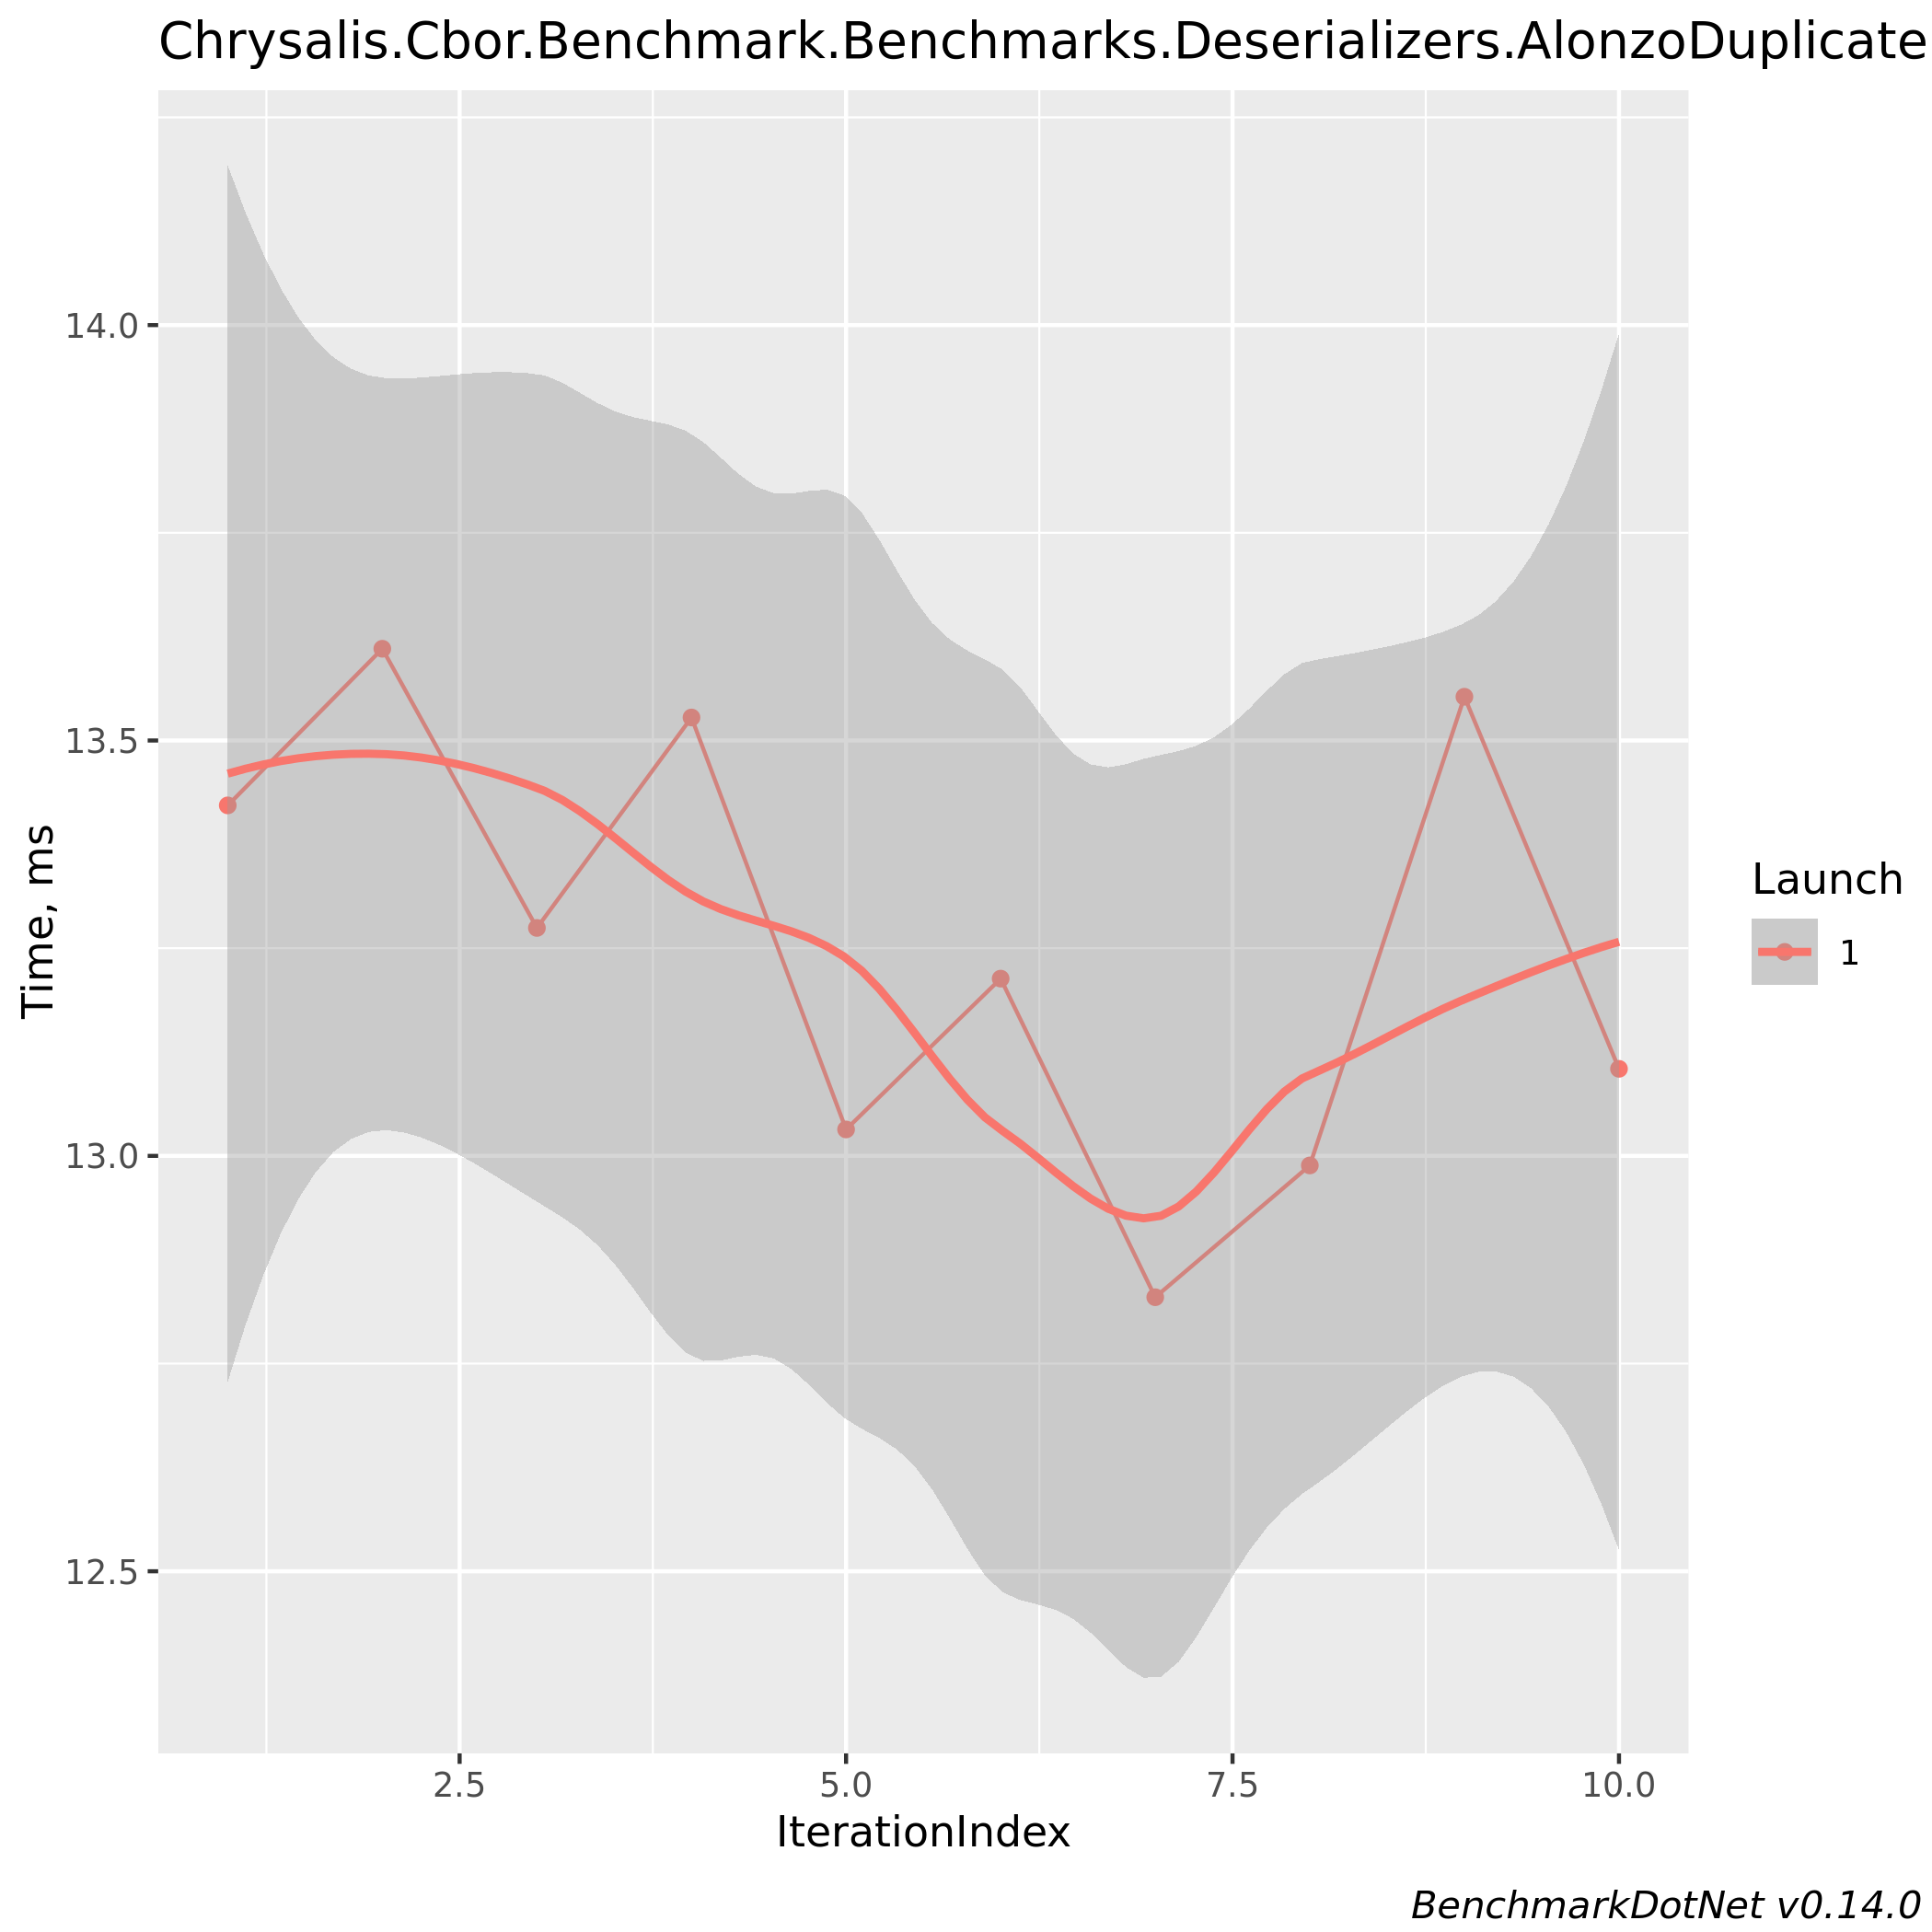 Chrysalis.Cbor.Benchmark.Benchmarks.Deserializers.AlonzoDuplicate
14.0
13.5
13.0
12.5
Time, ms
2.5 5.0 7.5 10.0
IterationIndex
Launch
1
BenchmarkDotNet v0.14.0